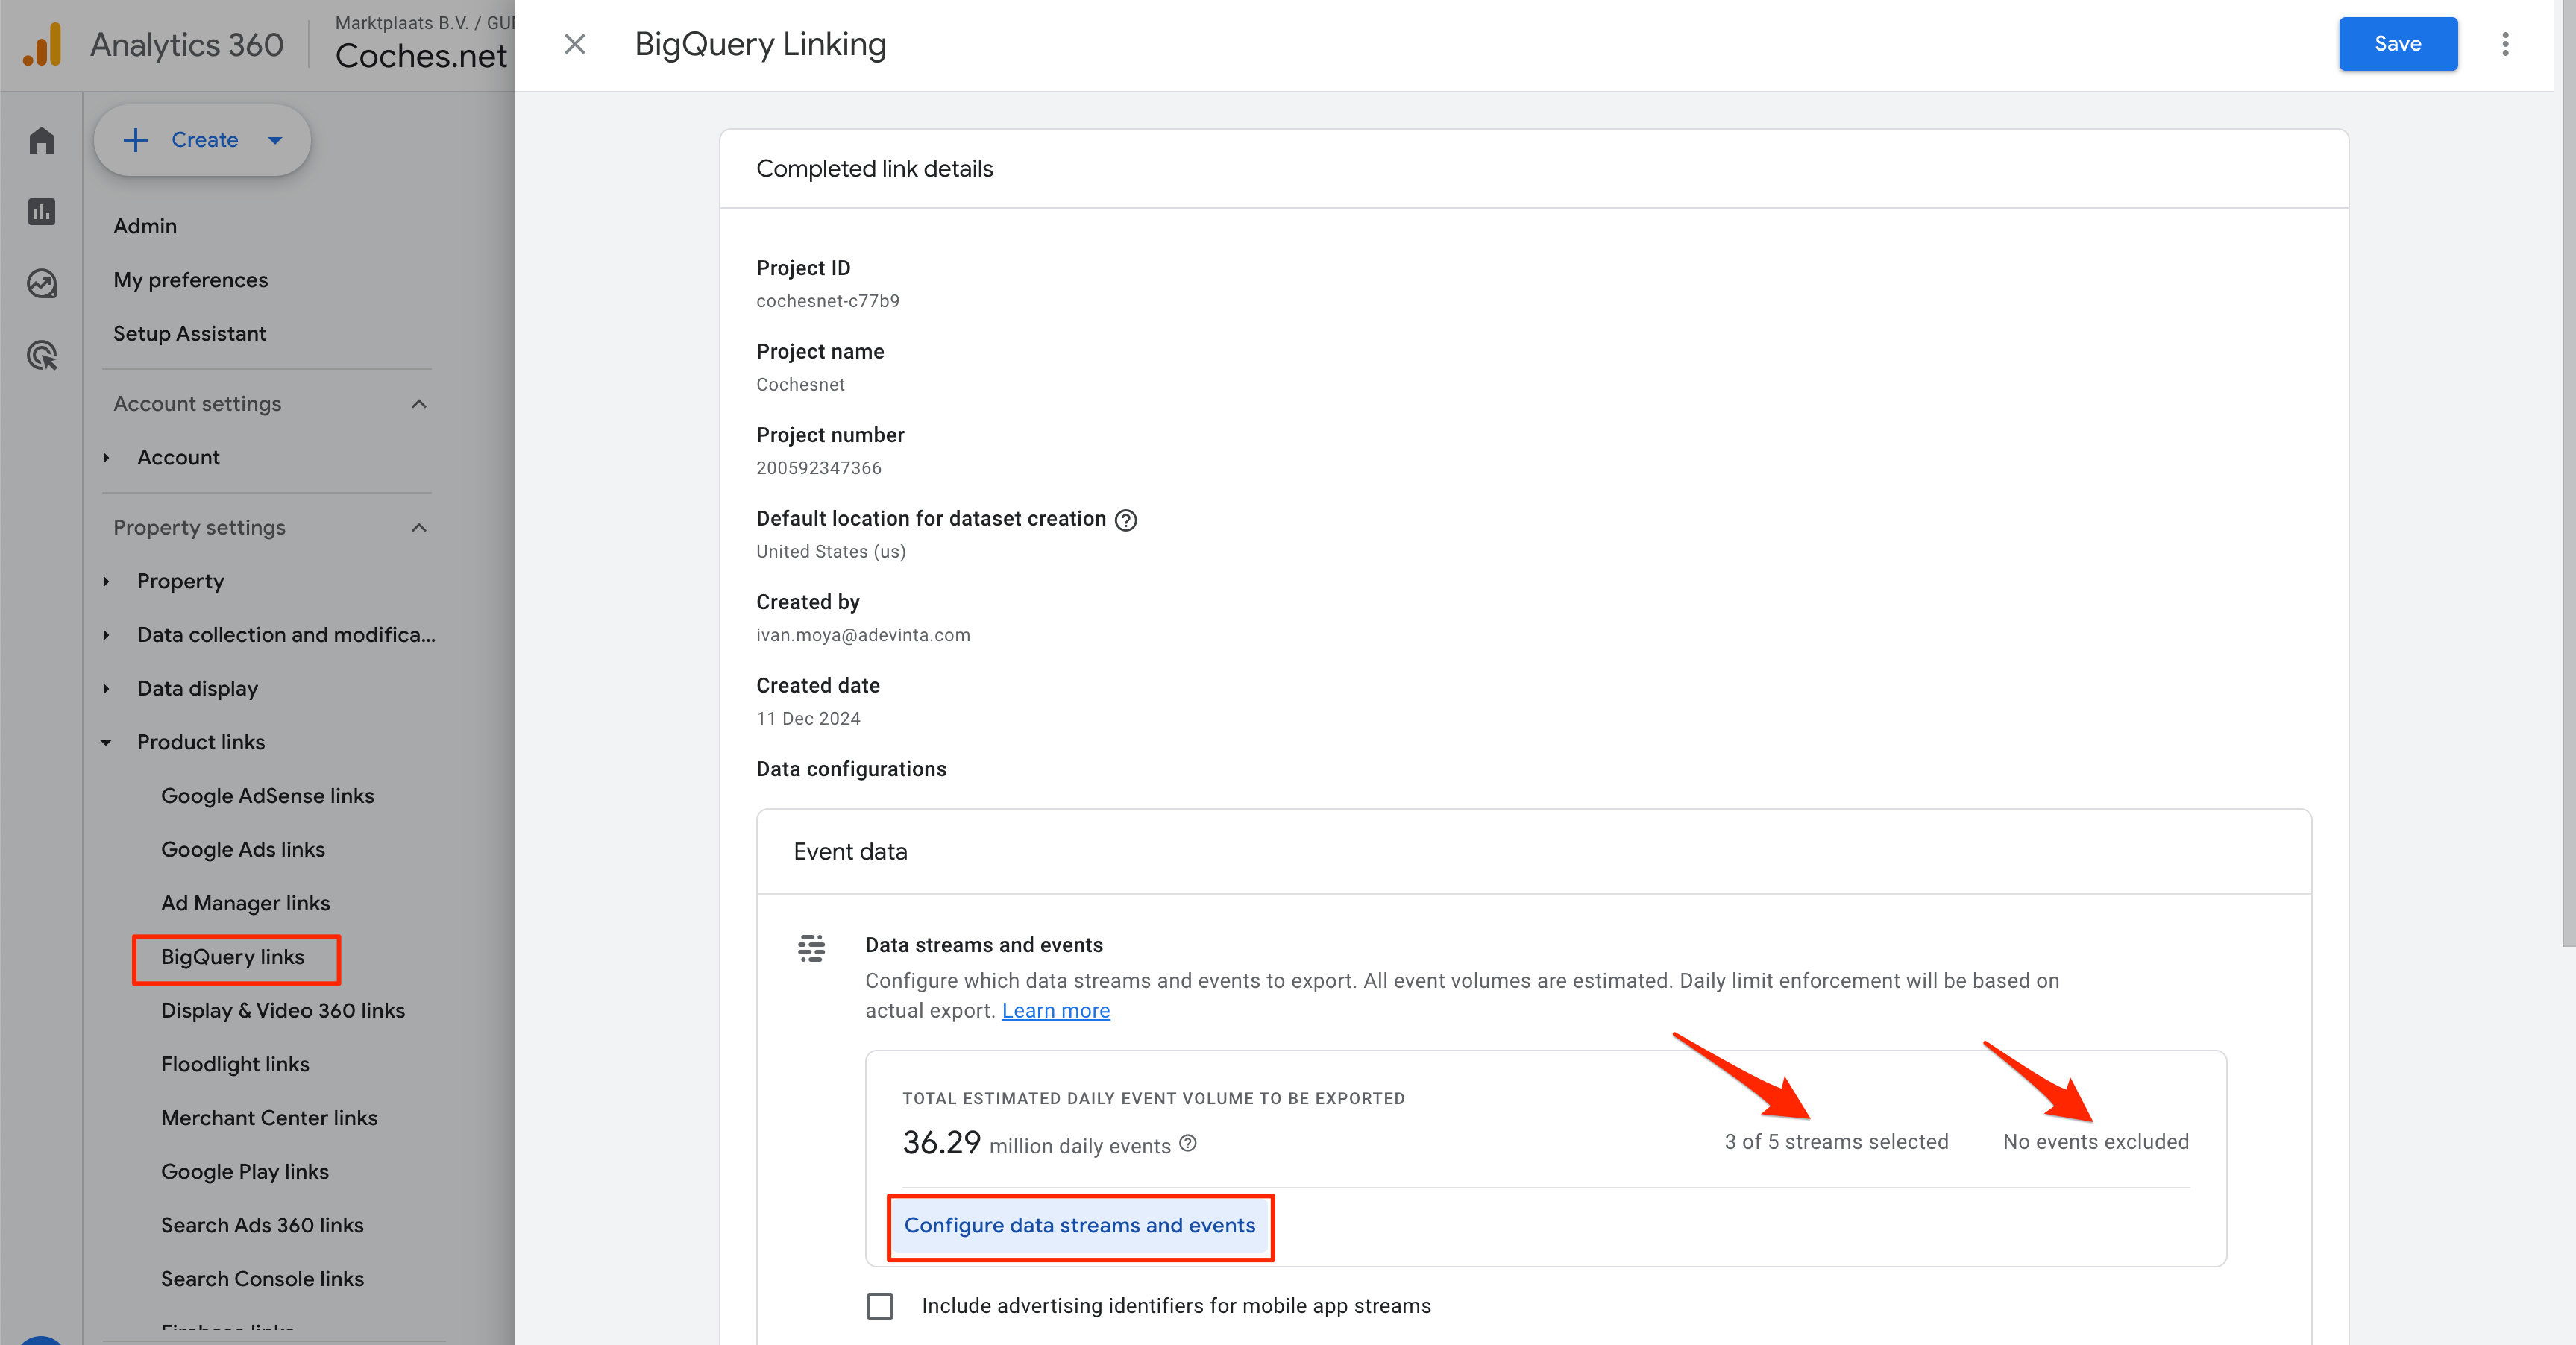 Analytics 360
Marktplaats B.V. / GUM
Coches.net
BigQuery Linking
Save
Create
Admin
My preferences
Setup Assistant
Account settings
Account
Property settings
Property
Data collection and modifica...
Data display
Product links
Google AdSense links
Google Ads links
Ad Manager links
BigQuery links
Display & Video 360 links
Floodlight links
Merchant Center links
Google Play links
Search Ads 360 links
Search Console links
Firebase links
Completed link details
Project ID
cochesnet-c77b9
Project name
Cochesnet
Project number
200592347366
Default location for dataset creation
United States (us)
Created by
ivan.moya@adevinta.com
Created date
11 Dec 2024
Data configurations
Event data
Data streams and events
Configure which data streams and events to export. All event volumes are estimated. Daily limit enforcement will be based on
actual export. Learn more
TOTAL ESTIMATED DAILY EVENT VOLUME TO BE EXPORTED
36.29 million daily events
3 of 5 streams selected
No events excluded
Configure data streams and events
Include advertising identifiers for mobile app streams